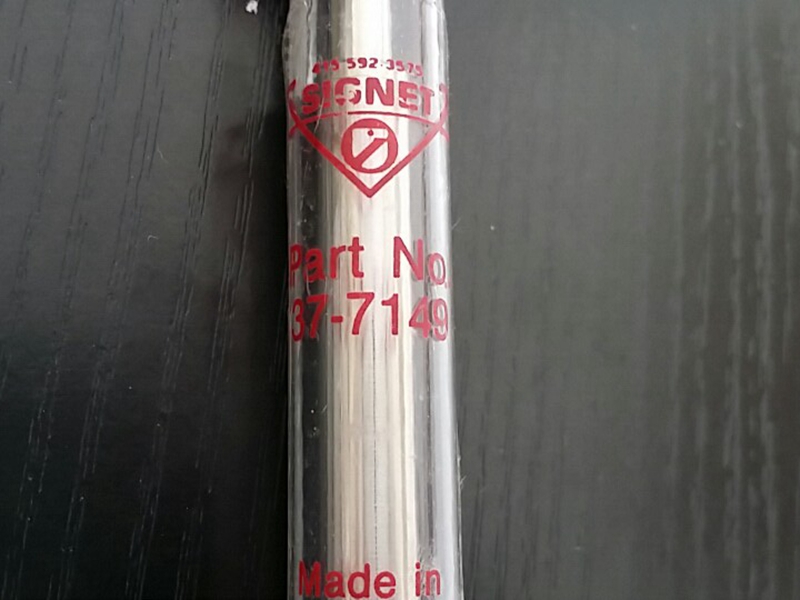 592-3575
SIGNET
Part No.
37-7149
Made in